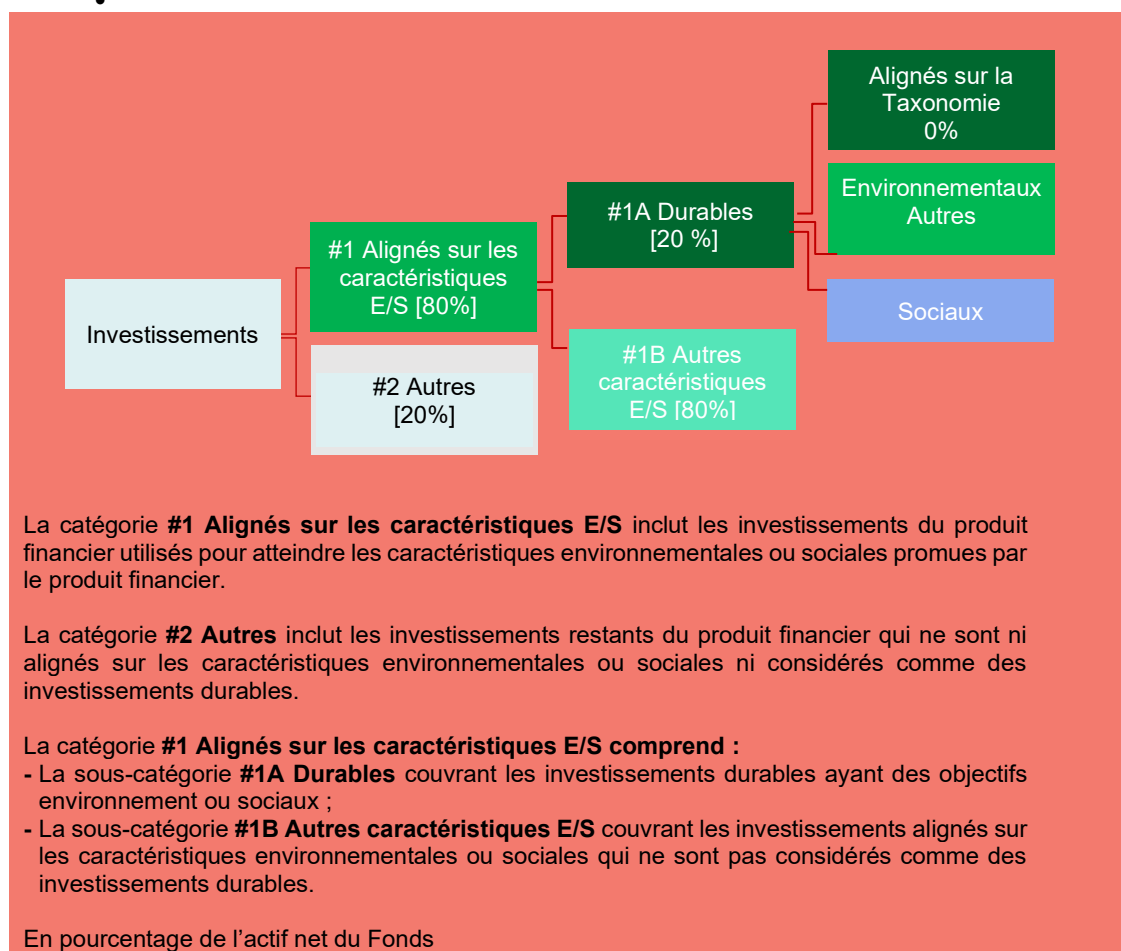 Alignés sur la
Taxonomie
0%
Environnementaux
Autres
#1A Durables
[20 %]
#1 Alignés sur les
caractéristiques
E/S [80%]
Sociaux
Investissements
#1B Autres
caractéristiques
E/S [80%]
#2 Autres
[20%]
La catégorie #1 Alignés sur les caractéristiques E/S inclut les investissements du produit
financier utilisés pour atteindre les caractéristiques environnementales ou sociales promues par
le produit financier.
La catégorie #2 Autres inclut les investissements restants du produit financier qui ne sont ni
alignés sur les caractéristiques environnementales ou sociales ni considérés comme des
investissements durables.
La catégorie #1 Alignés sur les caractéristiques E/S comprend :
- La sous-catégorie #1A Durables couvrant les investissements durables ayant des objectifs
environnement ou sociaux ;
- La sous-catégorie #1B Autres caractéristiques E/S couvrant les investissements alignés sur
les caractéristiques environnementales ou sociales qui ne sont pas considérés comme des
investissements durables.
En pourcentage de l'actif net du Fonds